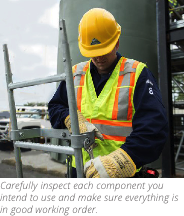 Carefully inspect each component you
intend to use and make sure everything is
in good working order.